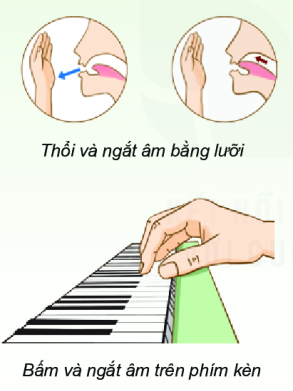 Thổi và ngắt âm bằng lưỡi
Bấm và ngắt âm trên phím kèn